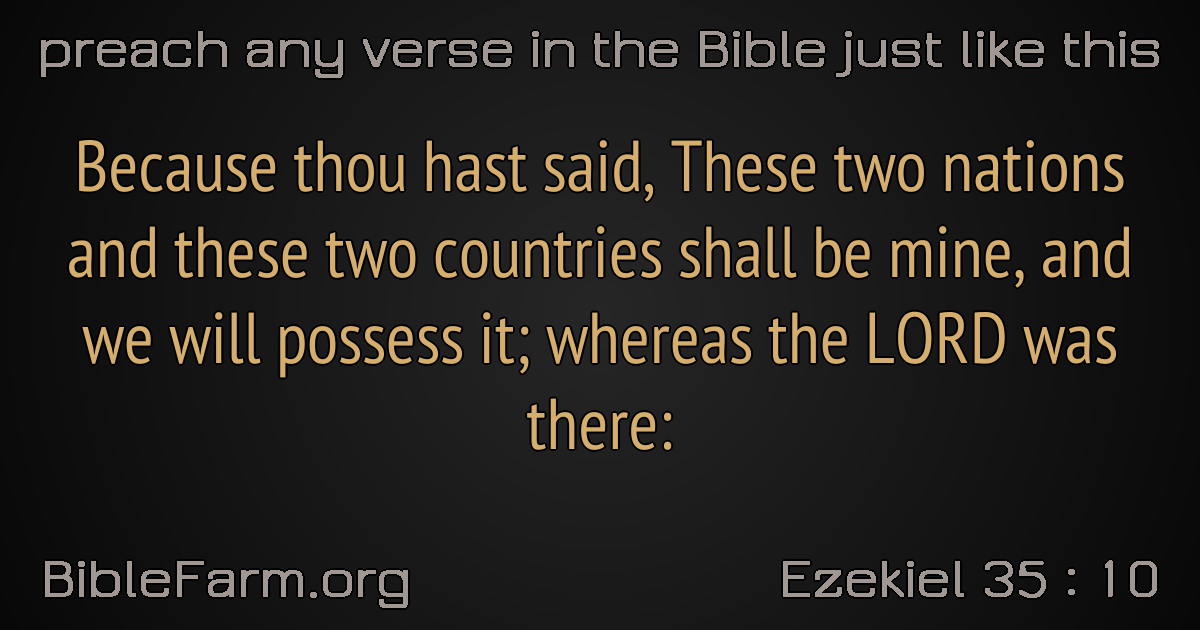 preach any verse in the Bible just like this
Because thou hast said, These two nations
and these two countries shall be mine, and
we will possess it; whereas the LORD was
there:
BibleFarm.org
Ezekiel 35 : 10